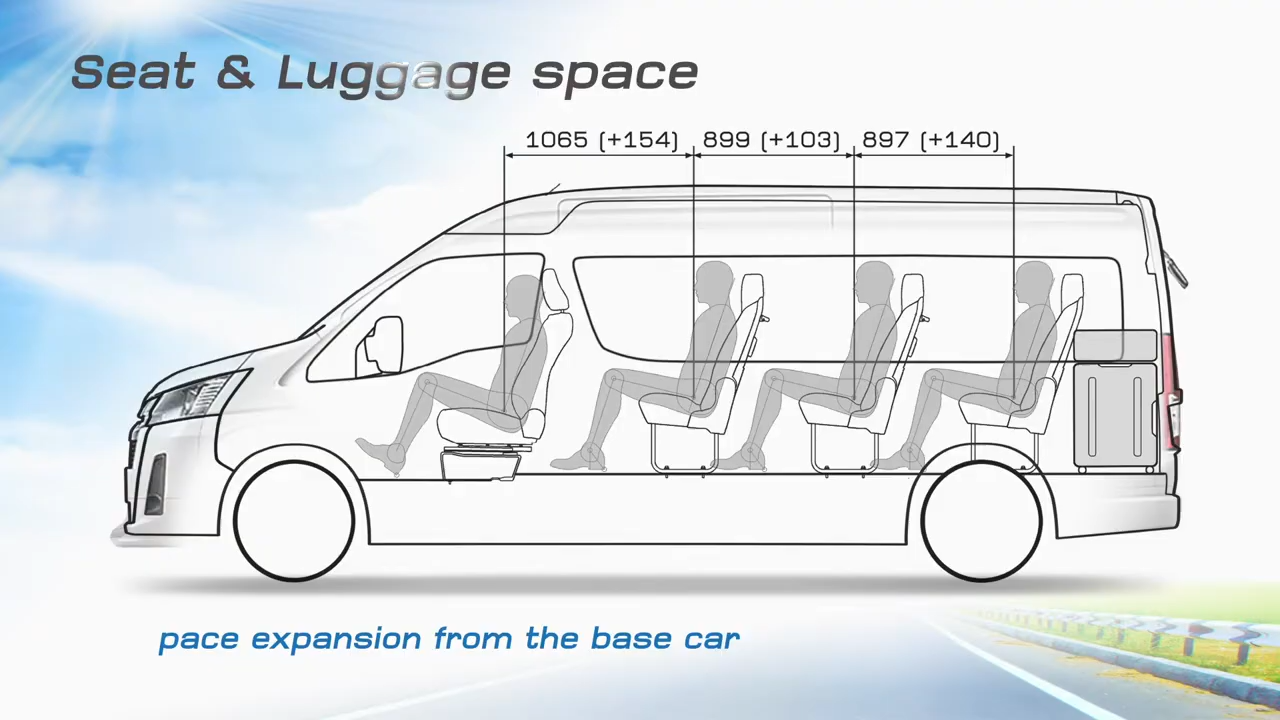 Seat & Luggage space
1065 (+154) 899 (+103) 897 (+140)
pace expansion from the base car